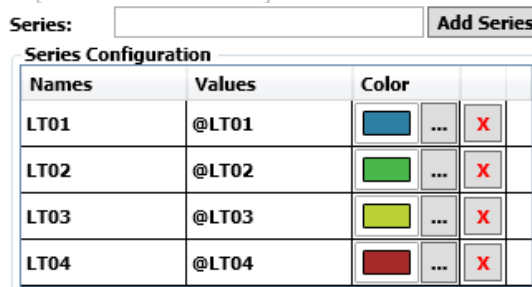 Series: Add Series
Series Configuration
Names Values Color
LT01 @LT01 ... X
LT02 @LT02 ... X
LT03 @LT03 ... X
LT04 @LT04 ... X